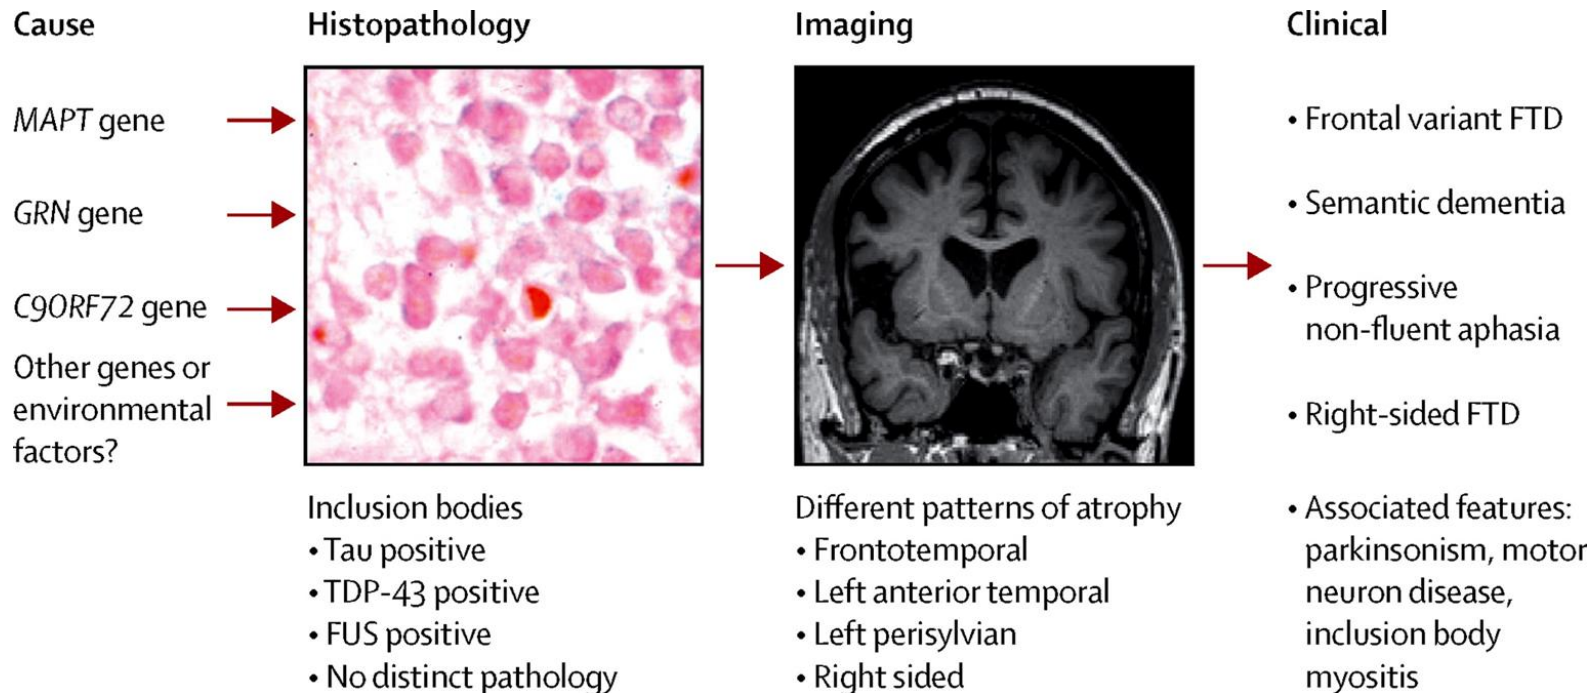 Cause
MAPT gene
GRN gene
C9ORF72 gene
Other genes or
environmental
factors?
Histopathology
Inclusion bodies
• Tau positive
• TDP-43 positive
• FUS positive
• No distinct pathology
Imaging
Different patterns of atrophy
• Frontotemporal
• Left anterior temporal
• Left perisylvian
• Right sided
Clinical
• Frontal variant FTD
• Semantic dementia
• Progressive
non-fluent aphasia
• Right-sided FTD
• Associated features:
parkinsonism, motor
neuron disease,
inclusion body
myositis